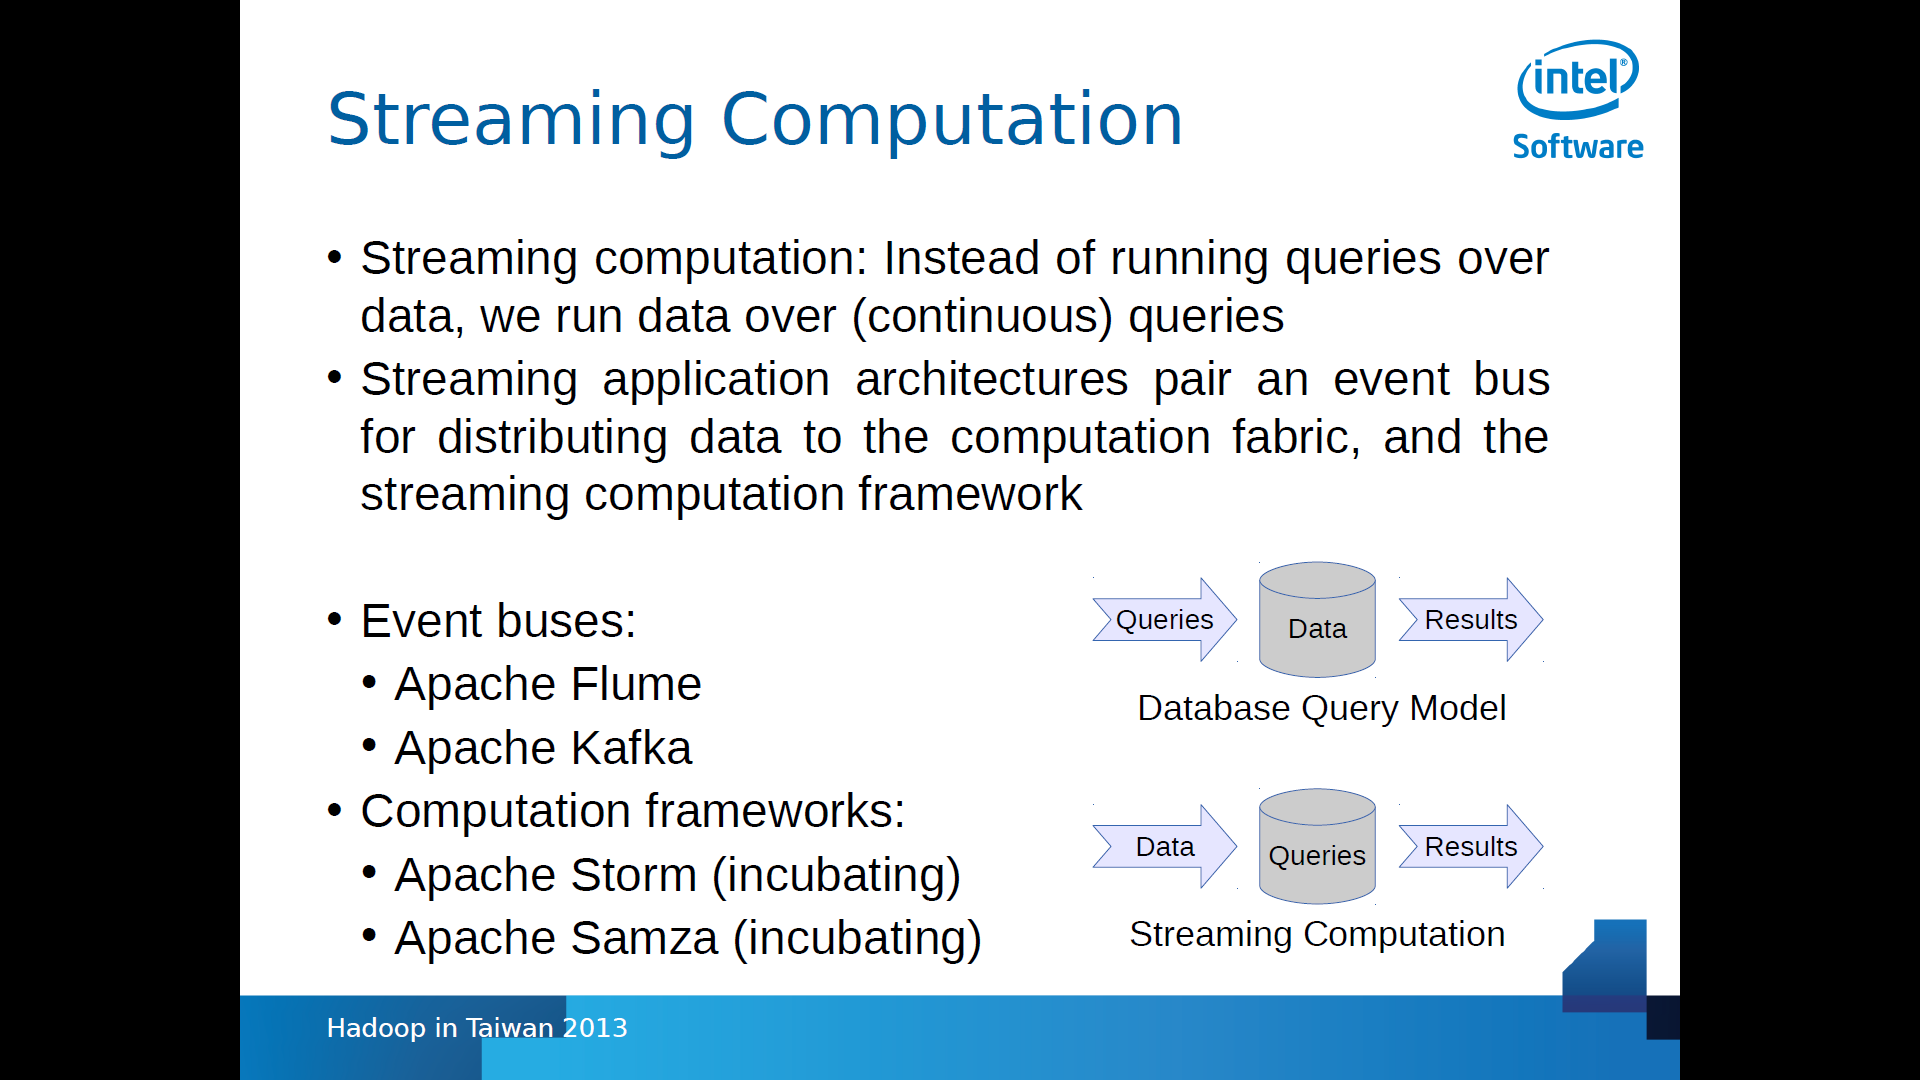 intel®
Software
Streaming Computation
• Streaming computation: Instead of running queries over
data, we run data over (continuous) queries
• Streaming application architectures pair an event bus
for distributing data to the computation fabric, and the
streaming computation framework
• Event buses:
• Apache Flume
• Apache Kafka
• Computation frameworks:
• Apache Storm (incubating)
• Apache Samza (incubating)
Queries
Data
Results
Database Query Model
Data
Queries
Results
Streaming Computation
Hadoop in Taiwan 2013